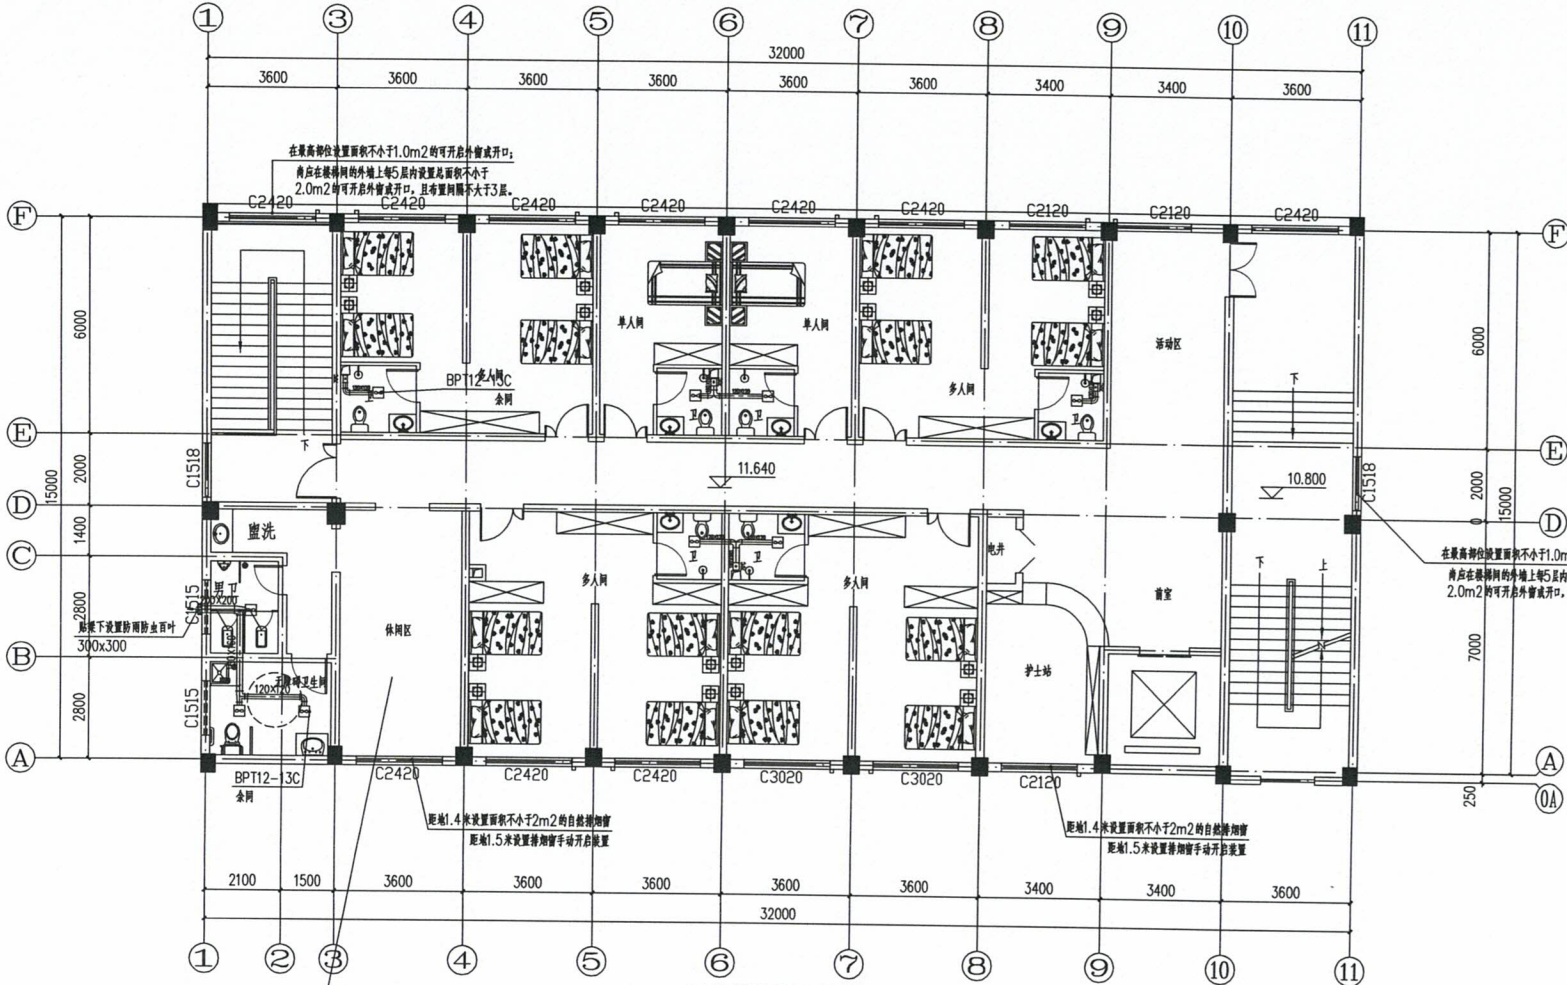 ① ③ ④ ⑤ ⑥ ⑦ ⑧ ⑨ ⑩ ⑪
32000
3600 3600 3600 3600 3600 3600 3400 3400 3600
在最高部位设置面积不小于1.0m2的可开启外窗或开口;
尚应在楼梯间的外墙上每5层内设置总面积不小于
2.0m2的可开启外窗或开口,且布置间隔不大于3层。
C2420 C2420 C2420 C2420 C2420 C2420 C2120 C2120 C2420
Ⓕ Ⓕ
6000 6000
单人间 单人间 活动区
多人间 多人间
BPT12-13C
余同
卫 卫 卫 卫
下 下
Ⓔ Ⓔ
15000 2000 C1518 11.640 10.800 C1518 2000 15000
Ⓓ Ⓓ
1400 盥洗 卫 卫 电井
Ⓒ
多人间 多人间
在最高部位设置面积不小于1.0m
尚应在楼梯间的外墙上每5层内
2.0m2的可开启外窗或开口,
下 上
2800 C1515 男卫 前室
200X200
贴梁下设置防雨防虫百叶
300x300
休闲区
Ⓑ
7000
护士站
无障碍卫生间
120X120
2800 C1515
Ⓐ Ⓐ
250
0A
BPT12-13C
余同
C2420 C2420 C2420 C3020 C3020 C2120
距地1.4米设置面积不小于2m2的自然排烟窗
距地1.5米设置排烟窗手动开启装置
距地1.4米设置面积不小于2m2的自然排烟窗
距地1.5米设置排烟窗手动开启装置
2100 1500 3600 3600 3600 3600 3600 3400 3400 3600
32000
① ② ③ ④ ⑤ ⑥ ⑦ ⑧ ⑨ ⑩ ⑪